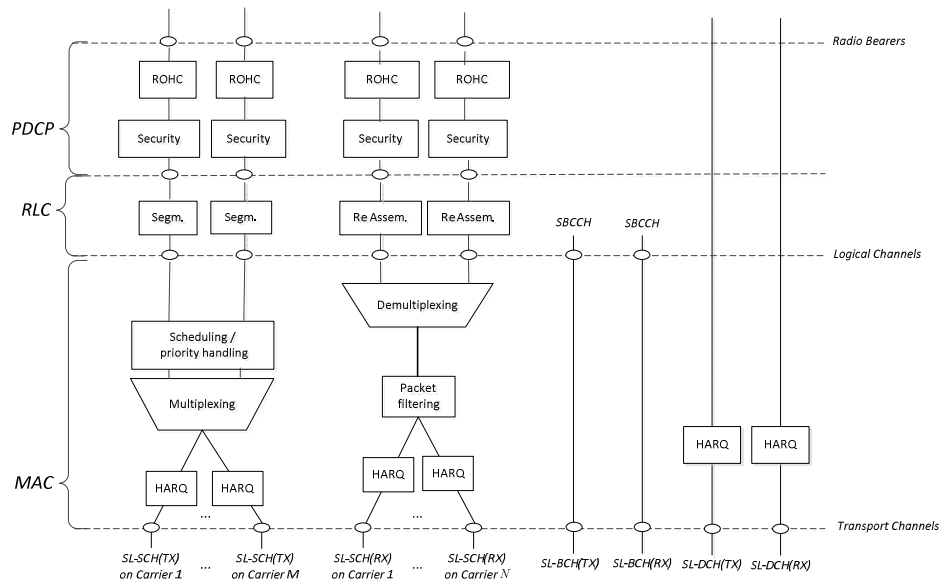 Radio Bearers
ROHC
ROHC
ROHC
ROHC
PDCP
Security
Security
Security
Security
RLC
Segm.
Segm.
Re Assem.
Re Assem.
SBCCH
SBCCH
Logical Channels
Demultiplexing
Scheduling /
priority handling
Packet
filtering
Multiplexing
HARQ
HARQ
MAC
HARQ
HARQ
HARQ
HARQ
...
...
Transport Channels
SL-SCH(TX)
on Carrier 1
...
SL-SCH(TX)
on Carrier M
SL-SCH(RX)
on Carrier 1
...
SL-SCH(RX)
on Carrier N
SL-BCH(TX)
SL-BCH(RX)
SL-DCH(TX)
SL-DCH(RX)